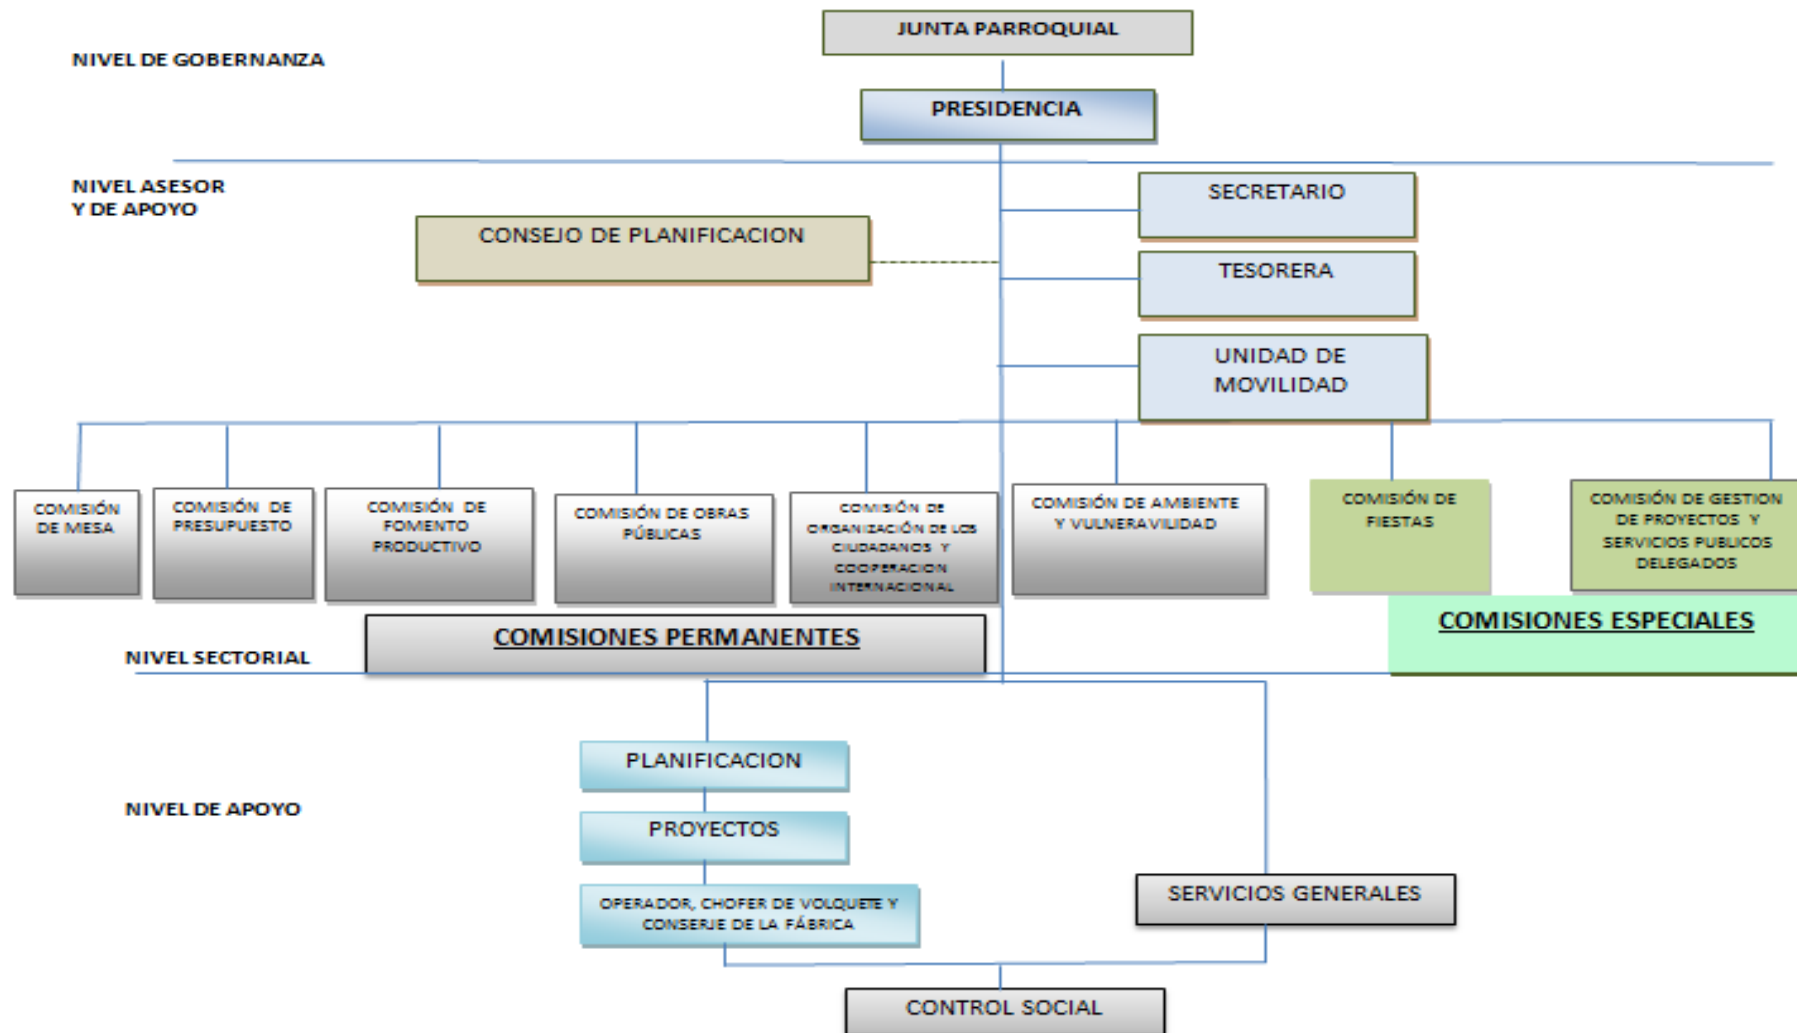 JUNTA PARROQUIAL
NIVEL DE GOBERNANZA
PRESIDENCIA
NIVEL ASESOR
Y DE APOYO
SECRETARIO
CONSEJO DE PLANIFICACION
TESORERA
UNIDAD DE
MOVILIDAD
COMISIÓN
DE MESA
COMISIÓN DE
PRESUPUESTO
COMISIÓN DE
FOMENTO
PRODUCTIVO
COMISIÓN DE OBRAS
PÚBLICAS
COMISIÓN DE
ORGANIZACIÓN DE LOS
CIUDADANOS Y
COOPERACION
INTERNACIONAL
COMISIÓN DE AMBIENTE
Y VULNERAVILIDAD
COMISIÓN DE
FIESTAS
COMISIÓN DE GESTION
DE PROYECTOS Y
SERVICIOS PUBLICOS
DELEGADOS
COMISIONES PERMANENTES
COMISIONES ESPECIALES
NIVEL SECTORIAL
PLANIFICACION
NIVEL DE APOYO
PROYECTOS
OPERADOR, CHOFER DE VOLQUETE Y
CONSERJE DE LA FÁBRICA
SERVICIOS GENERALES
CONTROL SOCIAL